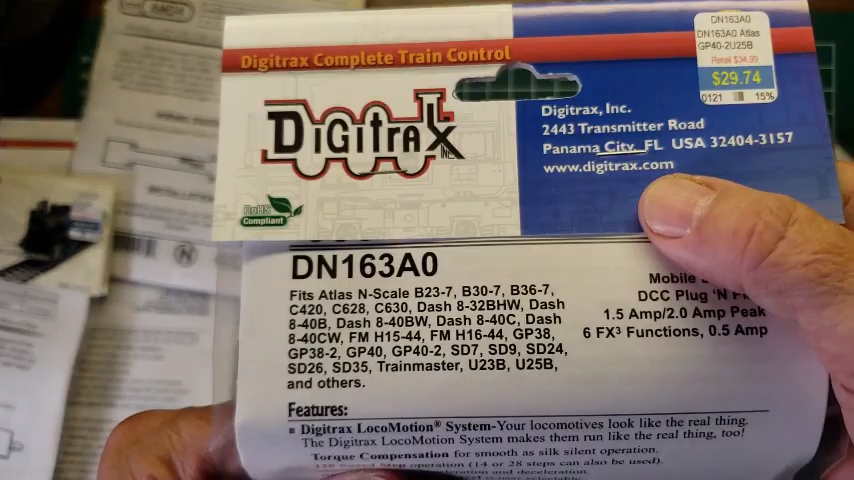 DN163A0
DN163A0 Atlas
GP40-2U25B
Retail $34.99
$29.74
0121 15%
Digitrax Complete Train Control
DIGITRAX
INC.
Digitrax, Inc.
2443 Transmitter Road
Panama City, FL USA 32404-3157
www.digitrax.com
RoHS
Compliant
DN163A0
Fits Atlas N-Scale B23-7, B30-7, B36-7,
C420, C628, C630, Dash 8-32BHW, Dash
8-40B, Dash 8-40BW, Dash 8-40C, Dash
8-40CW, FM H15-44, FM H16-44, GP38,
GP38-2, GP40, GP40-2, SD7, SD9, SD24,
SD26, SD35, Trainmaster, U23B, U25B,
and others.
Mobile
DCC Plug 'N
1.5 Amp/2.0 Amp Peak
6 FX³ Functions, 0.5 Amp
Features:
Digitrax LocoMotion® System-Your locomotives look like the real thing.
The Digitrax LocoMotion System makes them run like the real thing, too!
Torque Compensation for smooth as silk silent operation.
128 Speed Step operation (14 or 28 steps can also be used).